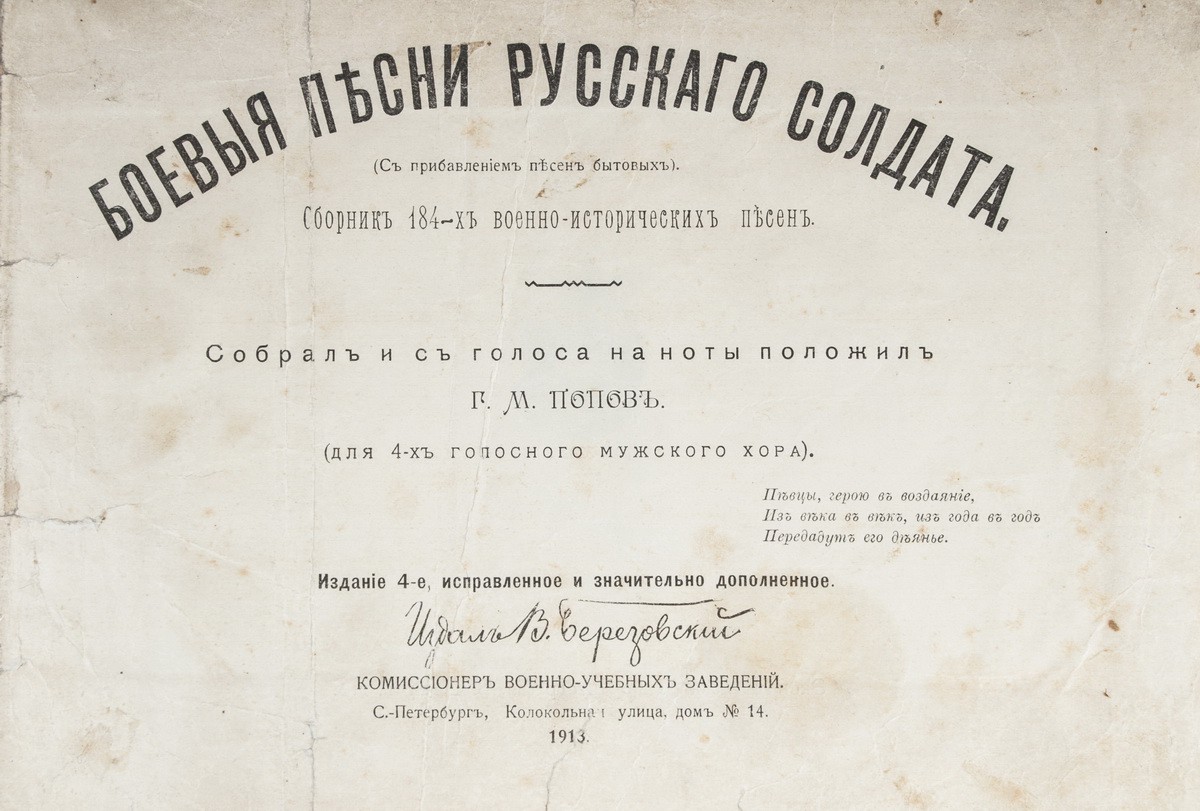 БОЕВЫЯ ПѢСНИ РУССКАГО СОЛДАТА.
(Съ прибавленіемъ пѣсенъ бытовыхъ).
Сборникъ 184-хъ военно-историческихъ пѣсенъ.
Собралъ и съ голоса на ноты положилъ
Г. М. ПОПОВЪ.
(для 4-хъ голосного мужского хора).
Пѣвцы, герою въ воздаяніе,
Изъ вѣка въ вѣкъ, изъ года въ годъ
Передадутъ его дѣянье.
Изданіе 4-е, исправленное и значительно дополненное.
Издалъ В. Березовскій
КОМИССІОНЕРЪ ВОЕННО-УЧЕБНЫХЪ ЗАВЕДЕНІЙ.
С.-Петербургъ, Колокольная улица, домъ № 14.
1913.